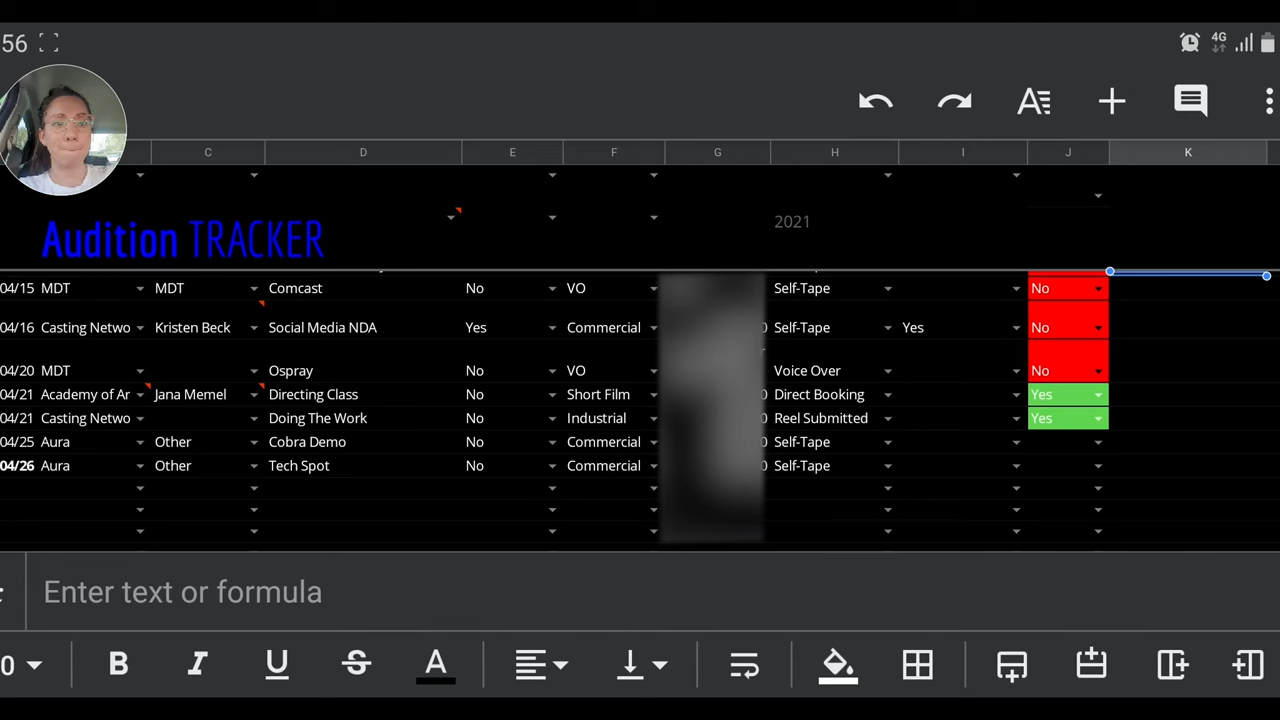 56
4G
C D E F G H I J K
Audition TRACKER
2021
04/15 MDT MDT Comcast No VO Self-Tape No
04/16 Casting Netwo Kristen Beck Social Media NDA Yes Commercial Self-Tape Yes No
04/20 MDT Ospray No VO Voice Over No
04/21 Academy of Ar Jana Memel Directing Class No Short Film Direct Booking Yes
04/21 Casting Netwo Doing The Work No Industrial Reel Submitted Yes
04/25 Aura Other Cobra Demo No Commercial Self-Tape
04/26 Aura Other Tech Spot No Commercial Self-Tape
Enter text or formula
0 B I U S A